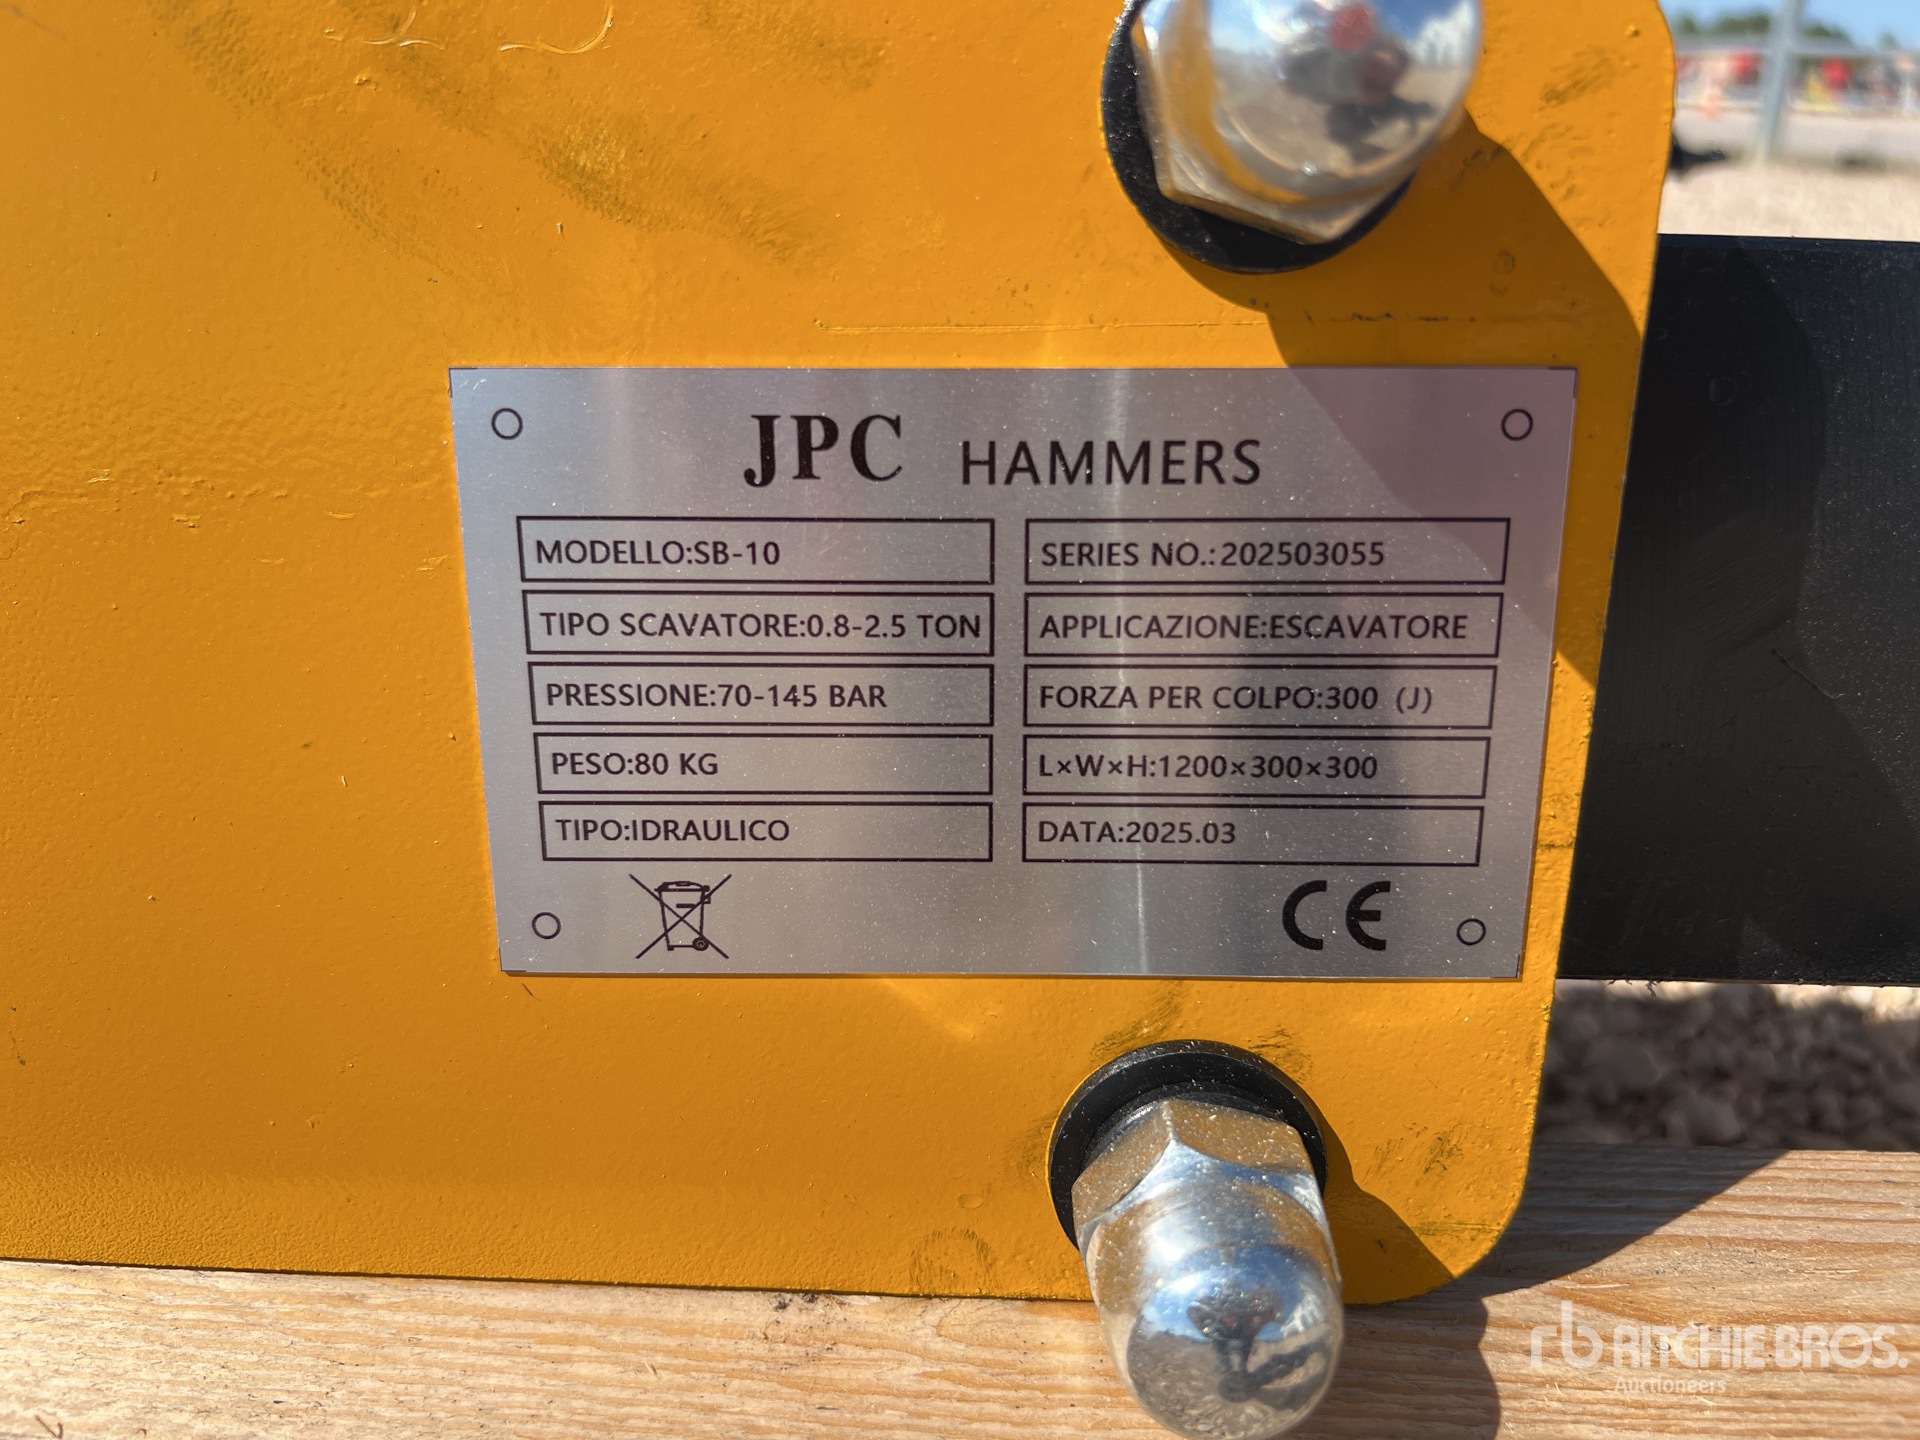 JPC HAMMERS
MODELLO:SB-10
SERIES NO.:202503055
TIPO SCAVATORE:0.8-2.5 TON
APPLICAZIONE:ESCAVATORE
PRESSIONE:70-145 BAR
FORZA PER COLPO:300 (J)
PESO:80 KG
L×W×H:1200×300×300
TIPO:IDRAULICO
DATA:2025.03
CE
rb RITCHIE BROS.
Auctioneers